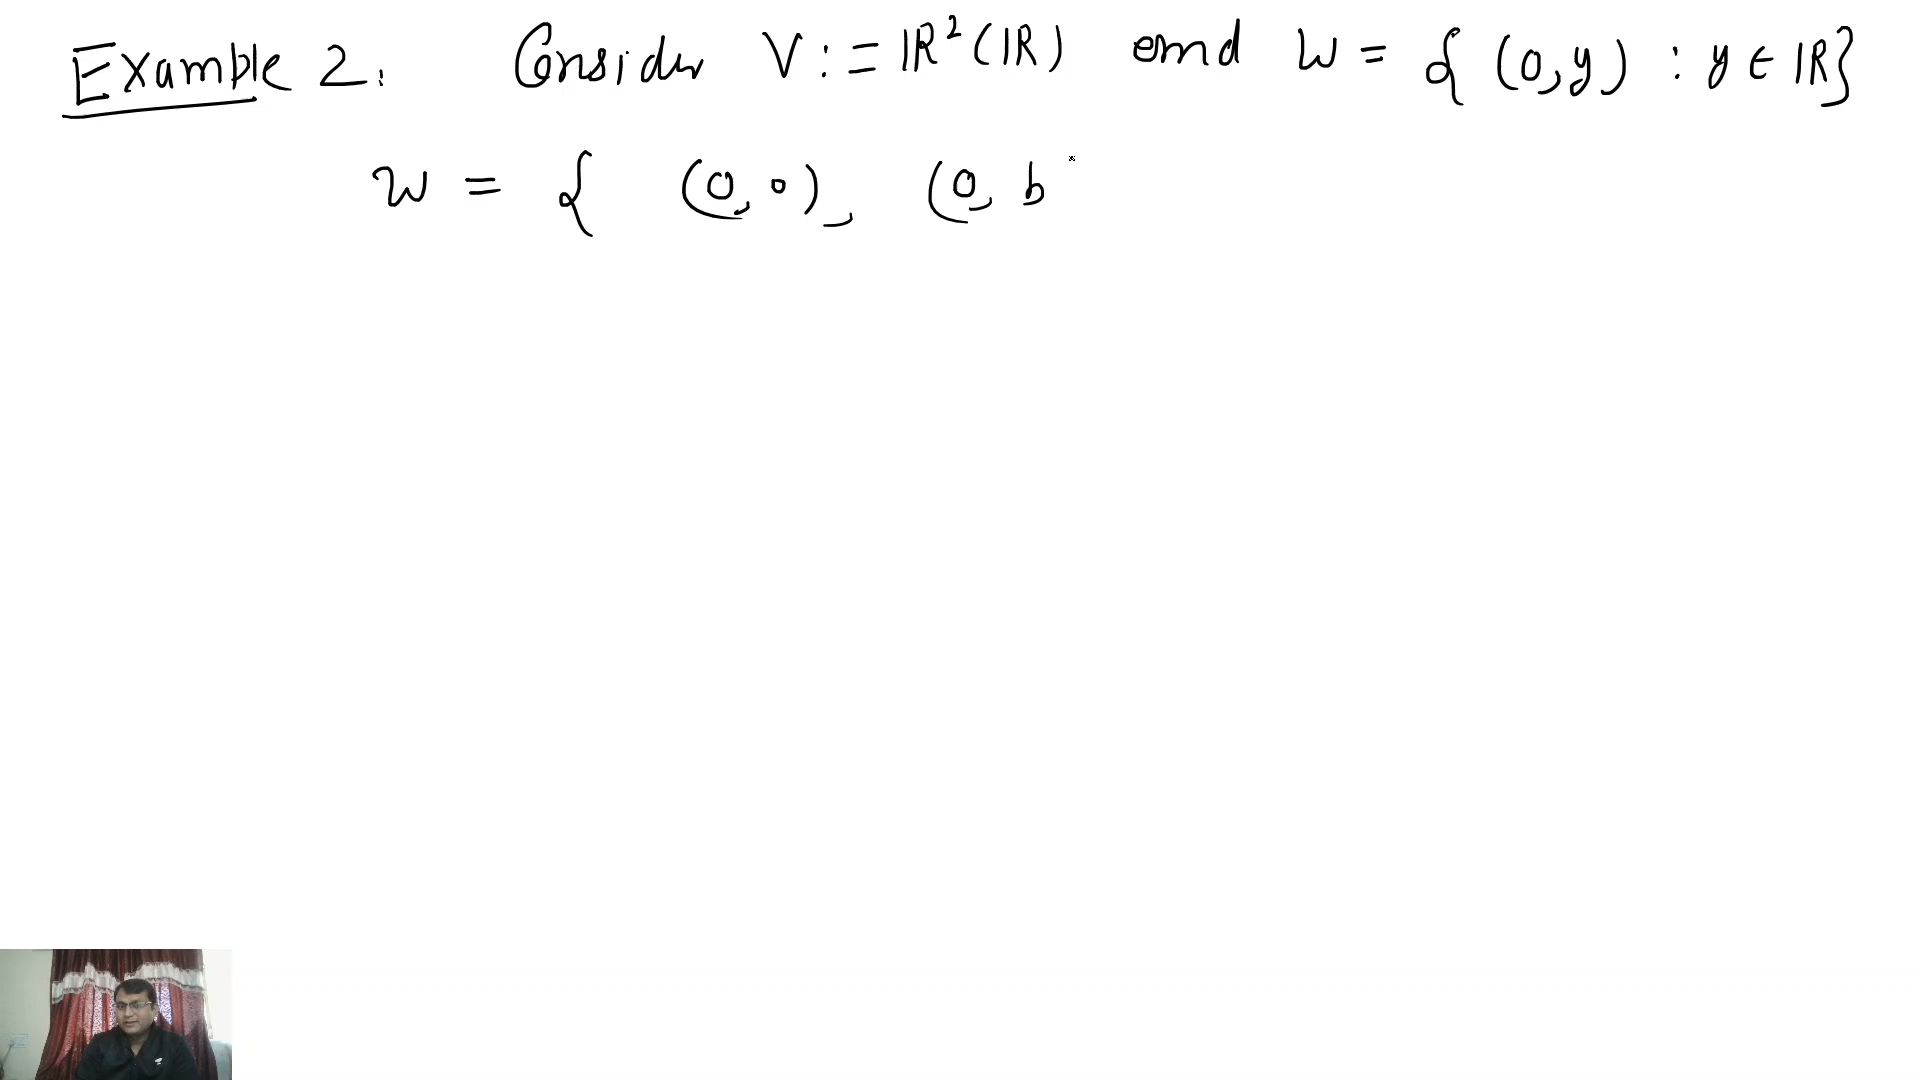 Example 2. Consider V := ℝ² (ℝ) and W = { (0, y) : y ∈ ℝ }
W = { (0, 0), (0, b